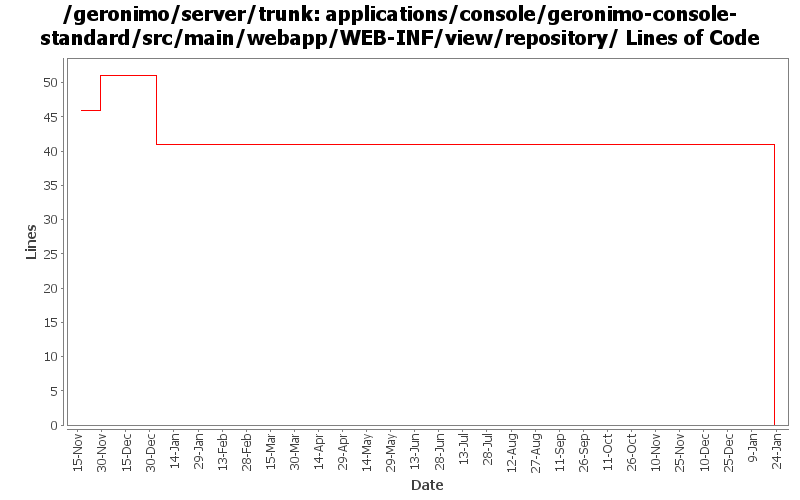 /geronimo/server/trunk: applications/console/geronimo-console-
standard/src/main/webapp/WEB-INF/view/repository/ Lines of Code
50
45
40
35
30
25
20
15
10
5
0
Lines
15-Nov
30-Nov
15-Dec
30-Dec
14-Jan
29-Jan
13-Feb
28-Feb
15-Mar
30-Mar
14-Apr
29-Apr
14-May
29-May
13-Jun
28-Jun
13-Jul
28-Jul
12-Aug
27-Aug
11-Sep
26-Sep
11-Oct
26-Oct
10-Nov
25-Nov
10-Dec
25-Dec
9-Jan
24-Jan
Date